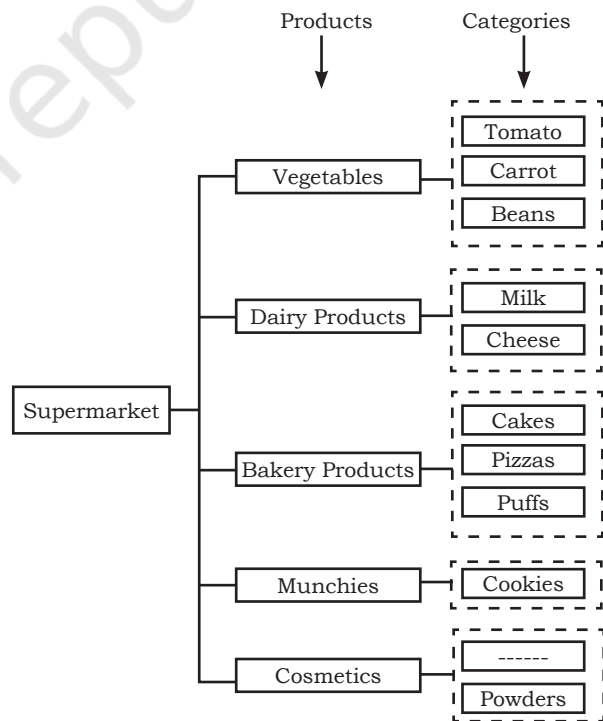 Products Categories
Tomato
Vegetables Carrot
Beans
Milk
Dairy Products
Cheese
Supermarket
Cakes
Bakery Products Pizzas
Puffs
Munchies Cookies
------
Cosmetics
Powders